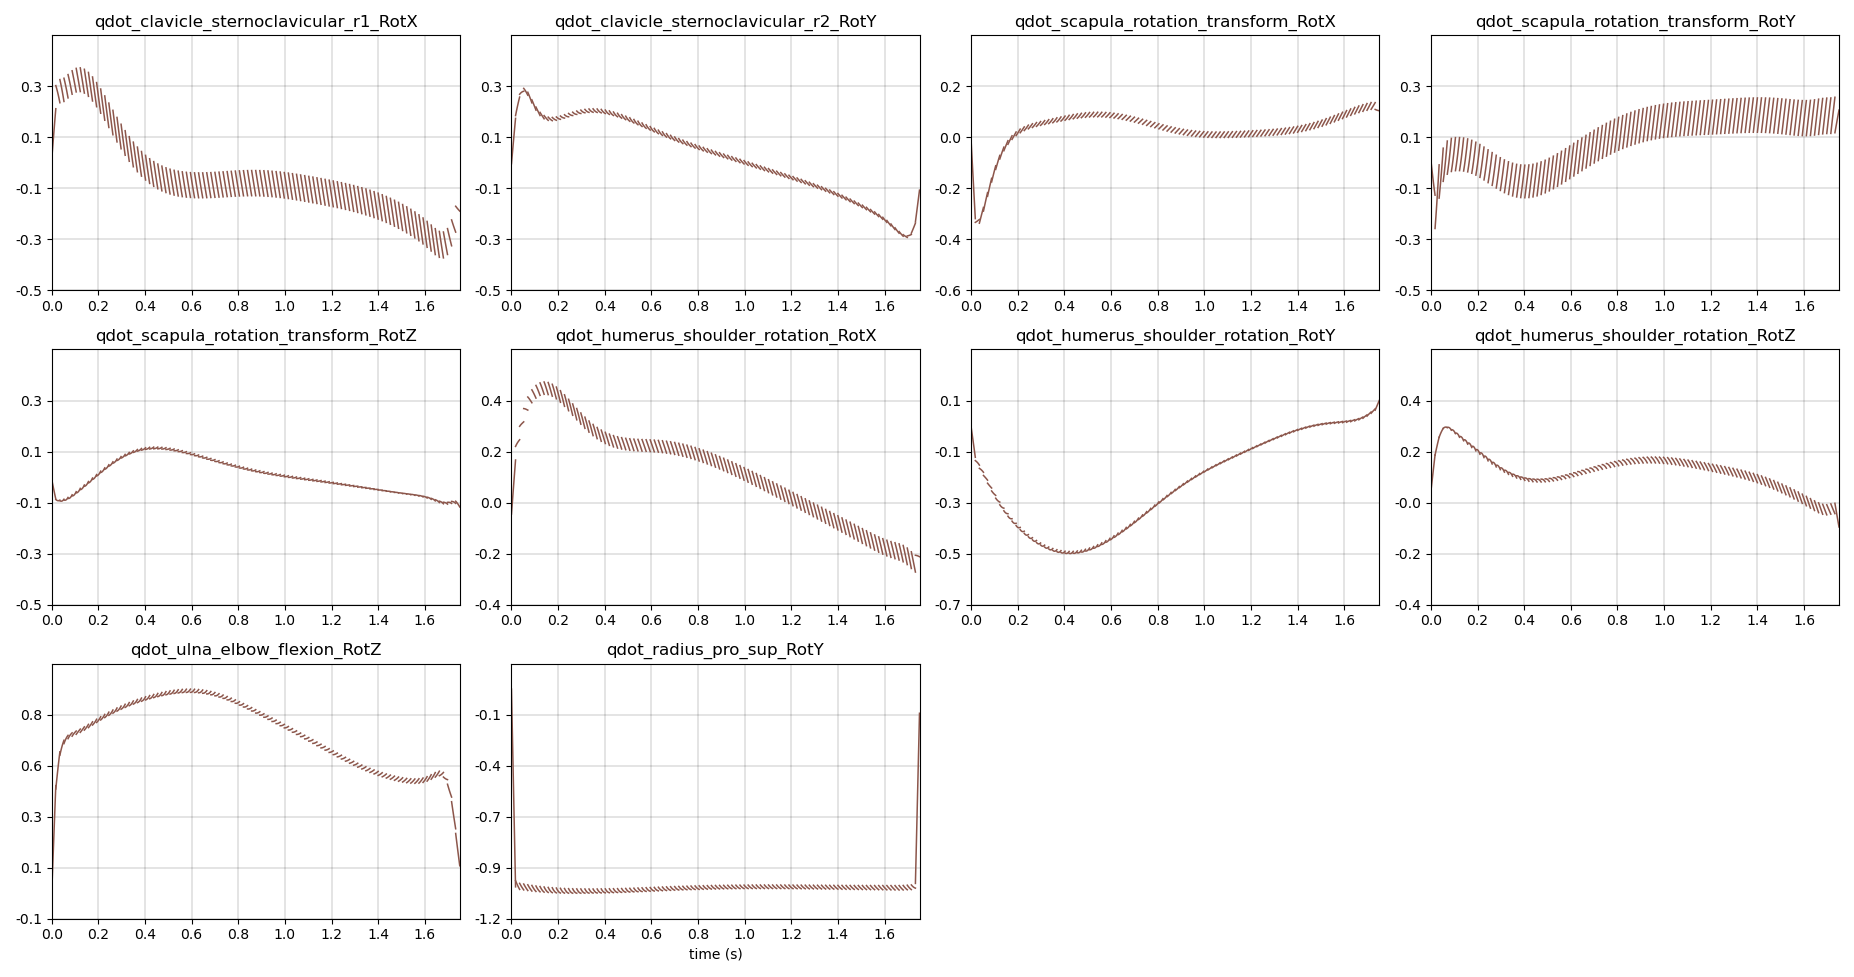 qdot_clavicle_sternoclavicular_r1_RotX qdot_clavicle_sternoclavicular_r2_RotY qdot_scapula_rotation_transform_RotX qdot_scapula_rotation_transform_RotY
0.3 0.3 0.2 0.3
0.1 0.1 0.0 0.1
-0.1 -0.1 -0.2 -0.1
-0.3 -0.3 -0.4 -0.3
-0.5 -0.5 -0.6 -0.5
0.0 0.2 0.4 0.6 0.8 1.0 1.2 1.4 1.6 0.0 0.2 0.4 0.6 0.8 1.0 1.2 1.4 1.6 0.0 0.2 0.4 0.6 0.8 1.0 1.2 1.4 1.6 0.0 0.2 0.4 0.6 0.8 1.0 1.2 1.4 1.6
qdot_scapula_rotation_transform_RotZ qdot_humerus_shoulder_rotation_RotX qdot_humerus_shoulder_rotation_RotY qdot_humerus_shoulder_rotation_RotZ
0.3 0.4 0.1 0.4
0.1 0.2 -0.1 0.2
-0.1 0.0 -0.3 -0.0
-0.3 -0.2 -0.5 -0.2
-0.5 -0.4 -0.7 -0.4
0.0 0.2 0.4 0.6 0.8 1.0 1.2 1.4 1.6 0.0 0.2 0.4 0.6 0.8 1.0 1.2 1.4 1.6 0.0 0.2 0.4 0.6 0.8 1.0 1.2 1.4 1.6 0.0 0.2 0.4 0.6 0.8 1.0 1.2 1.4 1.6
qdot_ulna_elbow_flexion_RotZ qdot_radius_pro_sup_RotY
0.8 -0.1
0.6 -0.4
0.3 -0.7
0.1 -0.9
-0.1 -1.2
0.0 0.2 0.4 0.6 0.8 1.0 1.2 1.4 1.6 0.0 0.2 0.4 0.6 0.8 1.0 1.2 1.4 1.6
time (s)